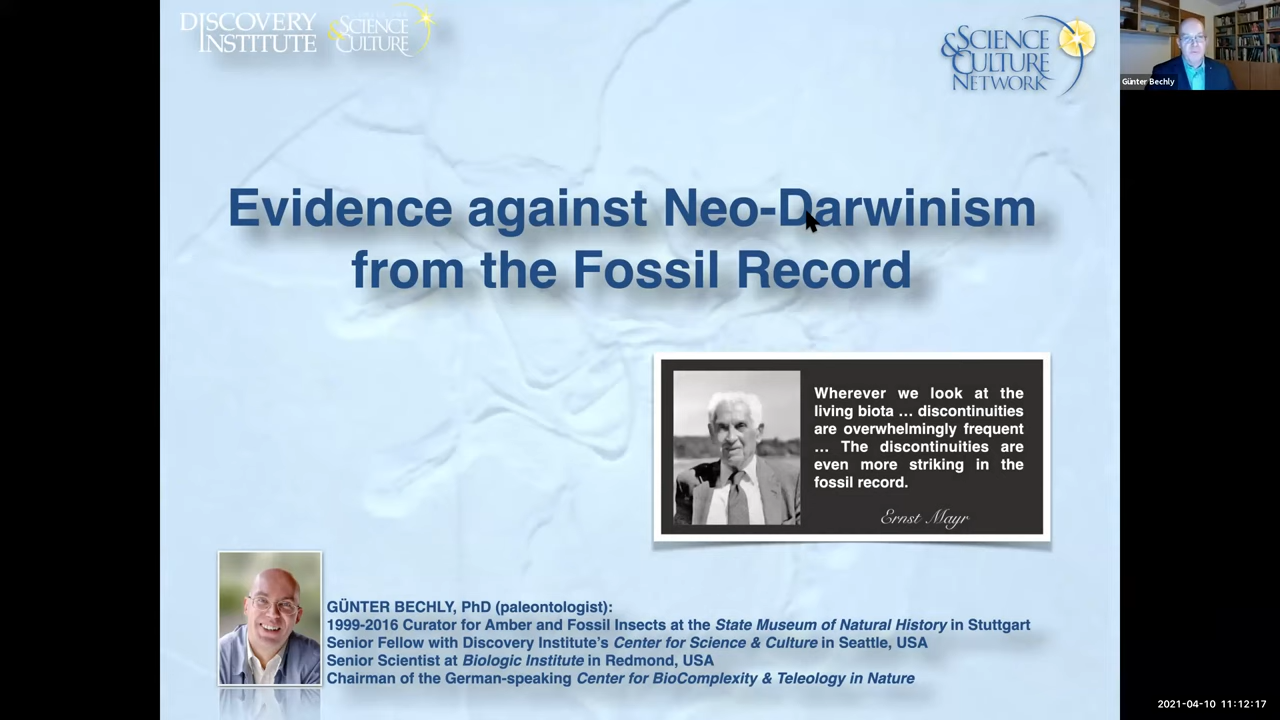 DISCOVERY
INSTITUTE
SCIENCE
& CULTURE
SCIENCE
& CULTURE
NETWORK
Günter Bechly
Evidence against Neo-Darwinism
from the Fossil Record
Wherever we look at the
living biota ... discontinuities
are overwhelmingly frequent
... The discontinuities are
even more striking in the
fossil record.
Ernst Mayr
GÜNTER BECHLY, PhD (paleontologist):
1999-2016 Curator for Amber and Fossil Insects at the State Museum of Natural History in Stuttgart
Senior Fellow with Discovery Institute's Center for Science & Culture in Seattle, USA
Senior Scientist at Biologic Institute in Redmond, USA
Chairman of the German-speaking Center for BioComplexity & Teleology in Nature
2021-04-10 11:12:17